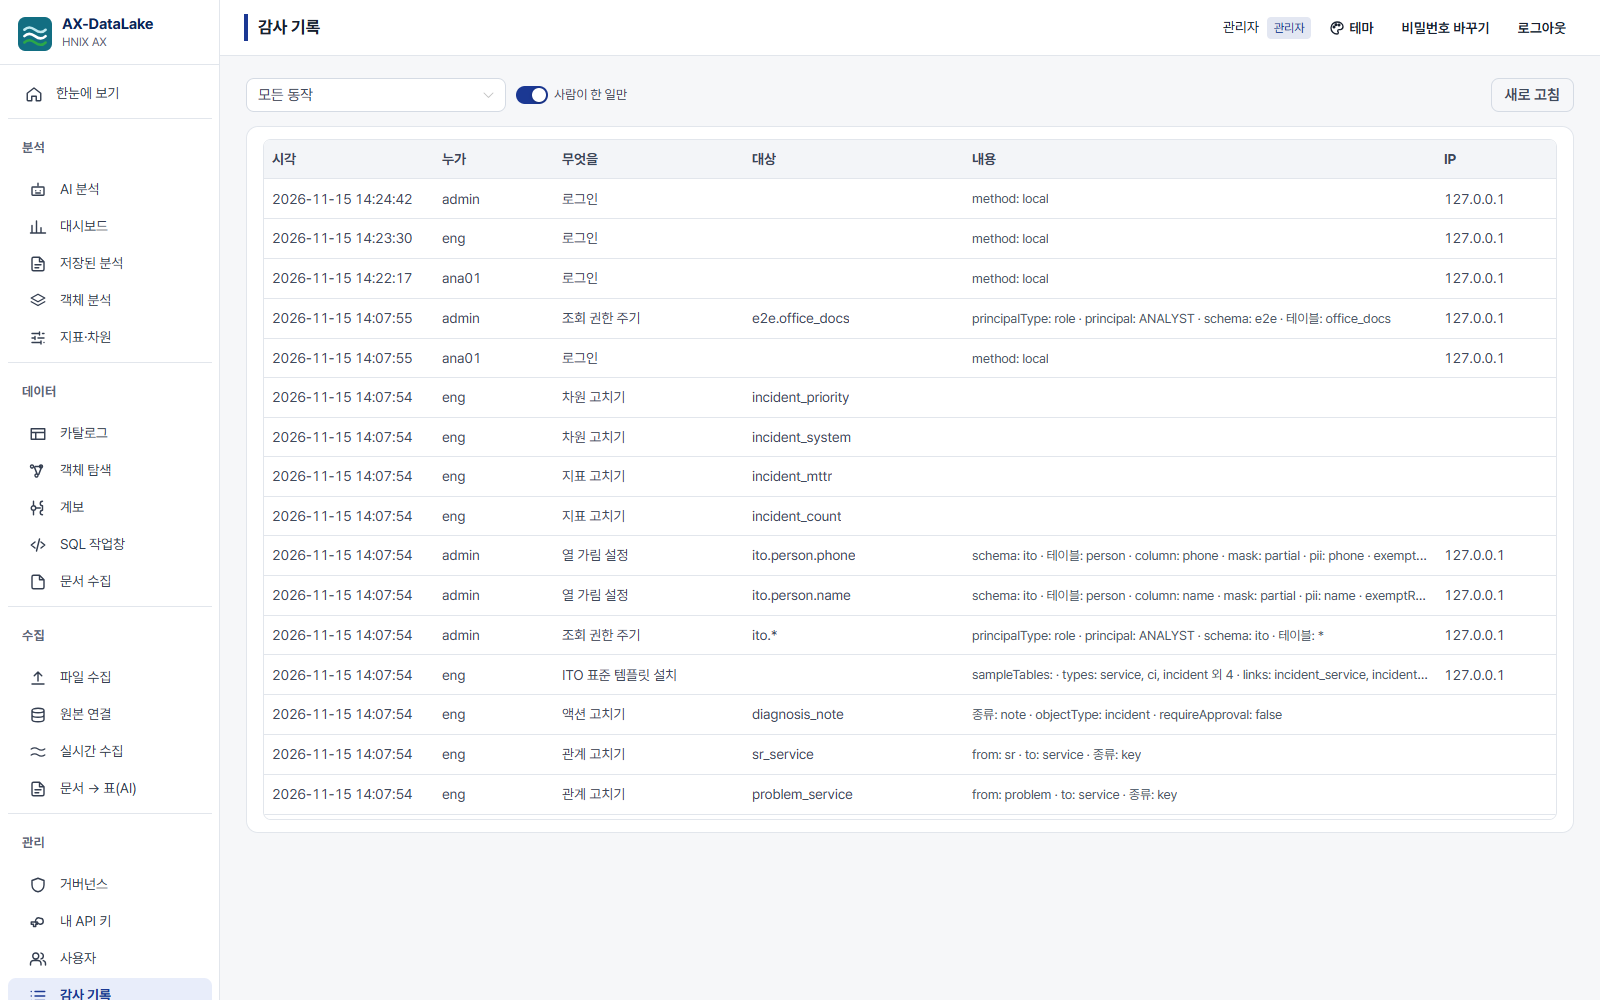 AX-DataLake
HNIX AX
한눈에 보기
분석
AI 분석
대시보드
저장된 분석
객체 분석
지표·차원
데이터
카탈로그
객체 탐색
계보
SQL 작업창
문서 수집
수집
파일 수집
원본 연결
실시간 수집
문서 → 표(AI)
관리
거버넌스
내 API 키
사용자
감사 기록
감사 기록
관리자 관리자 테마 비밀번호 바꾸기 로그아웃
모든 동작 사람이 한 일만 새로 고침
시각 누가 무엇을 대상 내용 IP
2026-11-15 14:24:42 admin 로그인 method: local 127.0.0.1
2026-11-15 14:23:30 eng 로그인 method: local 127.0.0.1
2026-11-15 14:22:17 ana01 로그인 method: local 127.0.0.1
2026-11-15 14:07:55 admin 조회 권한 주기 e2e.office_docs principalType: role · principal: ANALYST · schema: e2e · 테이블: office_docs 127.0.0.1
2026-11-15 14:07:55 ana01 로그인 method: local 127.0.0.1
2026-11-15 14:07:54 eng 차원 고치기 incident_priority
2026-11-15 14:07:54 eng 차원 고치기 incident_system
2026-11-15 14:07:54 eng 지표 고치기 incident_mttr
2026-11-15 14:07:54 eng 지표 고치기 incident_count
2026-11-15 14:07:54 admin 열 가림 설정 ito.person.phone schema: ito · 테이블: person · column: phone · mask: partial · pii: phone · exempt... 127.0.0.1
2026-11-15 14:07:54 admin 열 가림 설정 ito.person.name schema: ito · 테이블: person · column: name · mask: partial · pii: name · exemptR... 127.0.0.1
2026-11-15 14:07:54 admin 조회 권한 주기 ito.* principalType: role · principal: ANALYST · schema: ito · 테이블: * 127.0.0.1
2026-11-15 14:07:54 eng ITO 표준 템플릿 설치 sampleTables: · types: service, ci, incident 외 4 · links: incident_service, incident... 127.0.0.1
2026-11-15 14:07:54 eng 액션 고치기 diagnosis_note 종류: note · objectType: incident · requireApproval: false
2026-11-15 14:07:54 eng 관계 고치기 sr_service from: sr · to: service · 종류: key
2026-11-15 14:07:54 eng 관계 고치기 problem_service from: problem · to: service · 종류: key